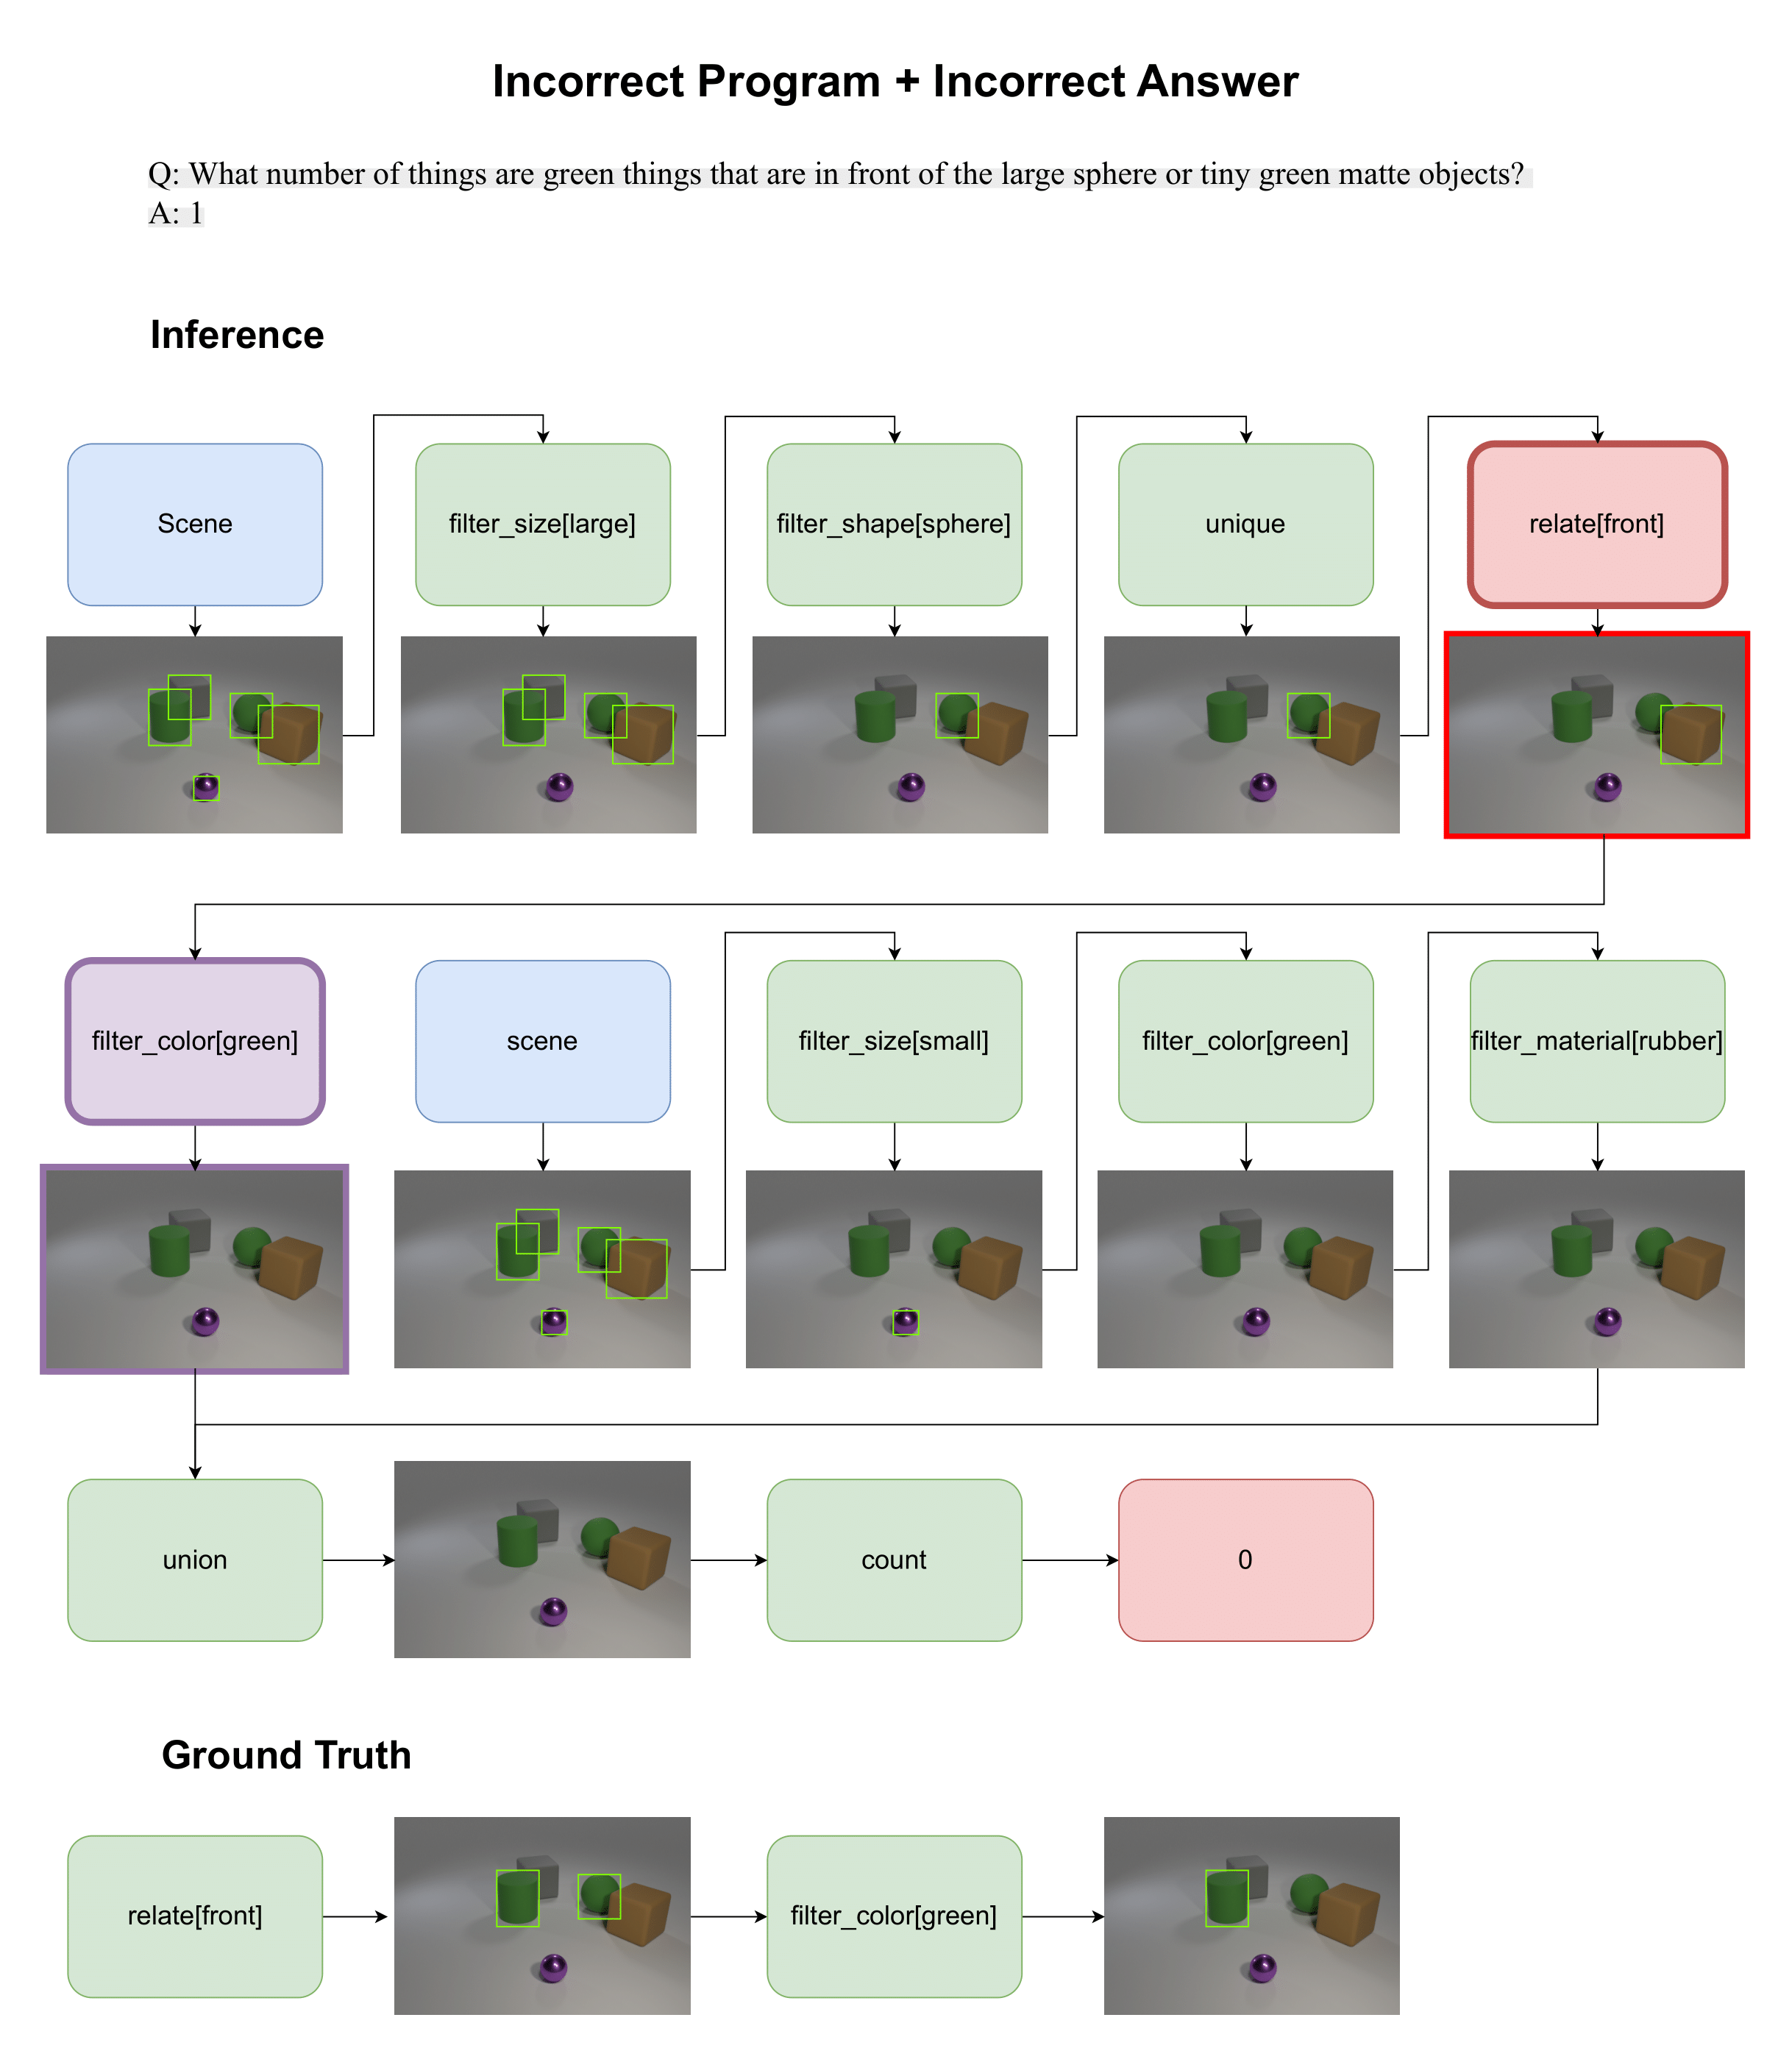 Incorrect Program + Incorrect Answer
Q: What number of things are green things that are in front of the large sphere or tiny green matte objects?
A: 1
Inference
Scene
filter_size[large]
filter_shape[sphere]
unique
relate[front]
filter_color[green]
scene
filter_size[small]
filter_color[green]
filter_material[rubber]
union
count
0
Ground Truth
relate[front]
filter_color[green]